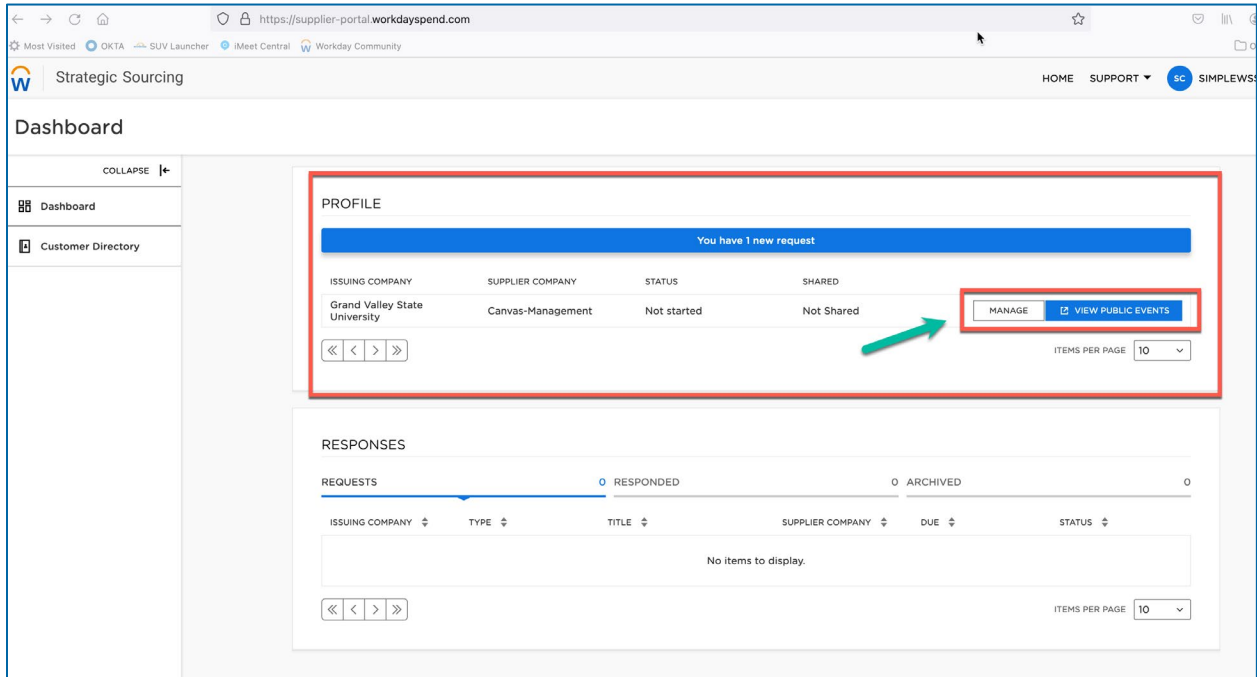 https://supplier-portal.workdayspend.com
Most Visited OKTA SUV Launcher iMeet Central Workday Community
W Strategic Sourcing HOME SUPPORT SC
Dashboard
COLLAPSE
Dashboard
Customer Directory
PROFILE
You have 1 new request
ISSUING COMPANY SUPPLIER COMPANY STATUS SHARED
Grand Valley State
University
Canvas-Management Not started Not Shared MANAGE VIEW PUBLIC EVENTS
ITEMS PER PAGE 10
RESPONSES
REQUESTS 0 RESPONDED 0 ARCHIVED 0
ISSUING COMPANY TYPE TITLE SUPPLIER COMPANY DUE STATUS
No items to display.
ITEMS PER PAGE 10